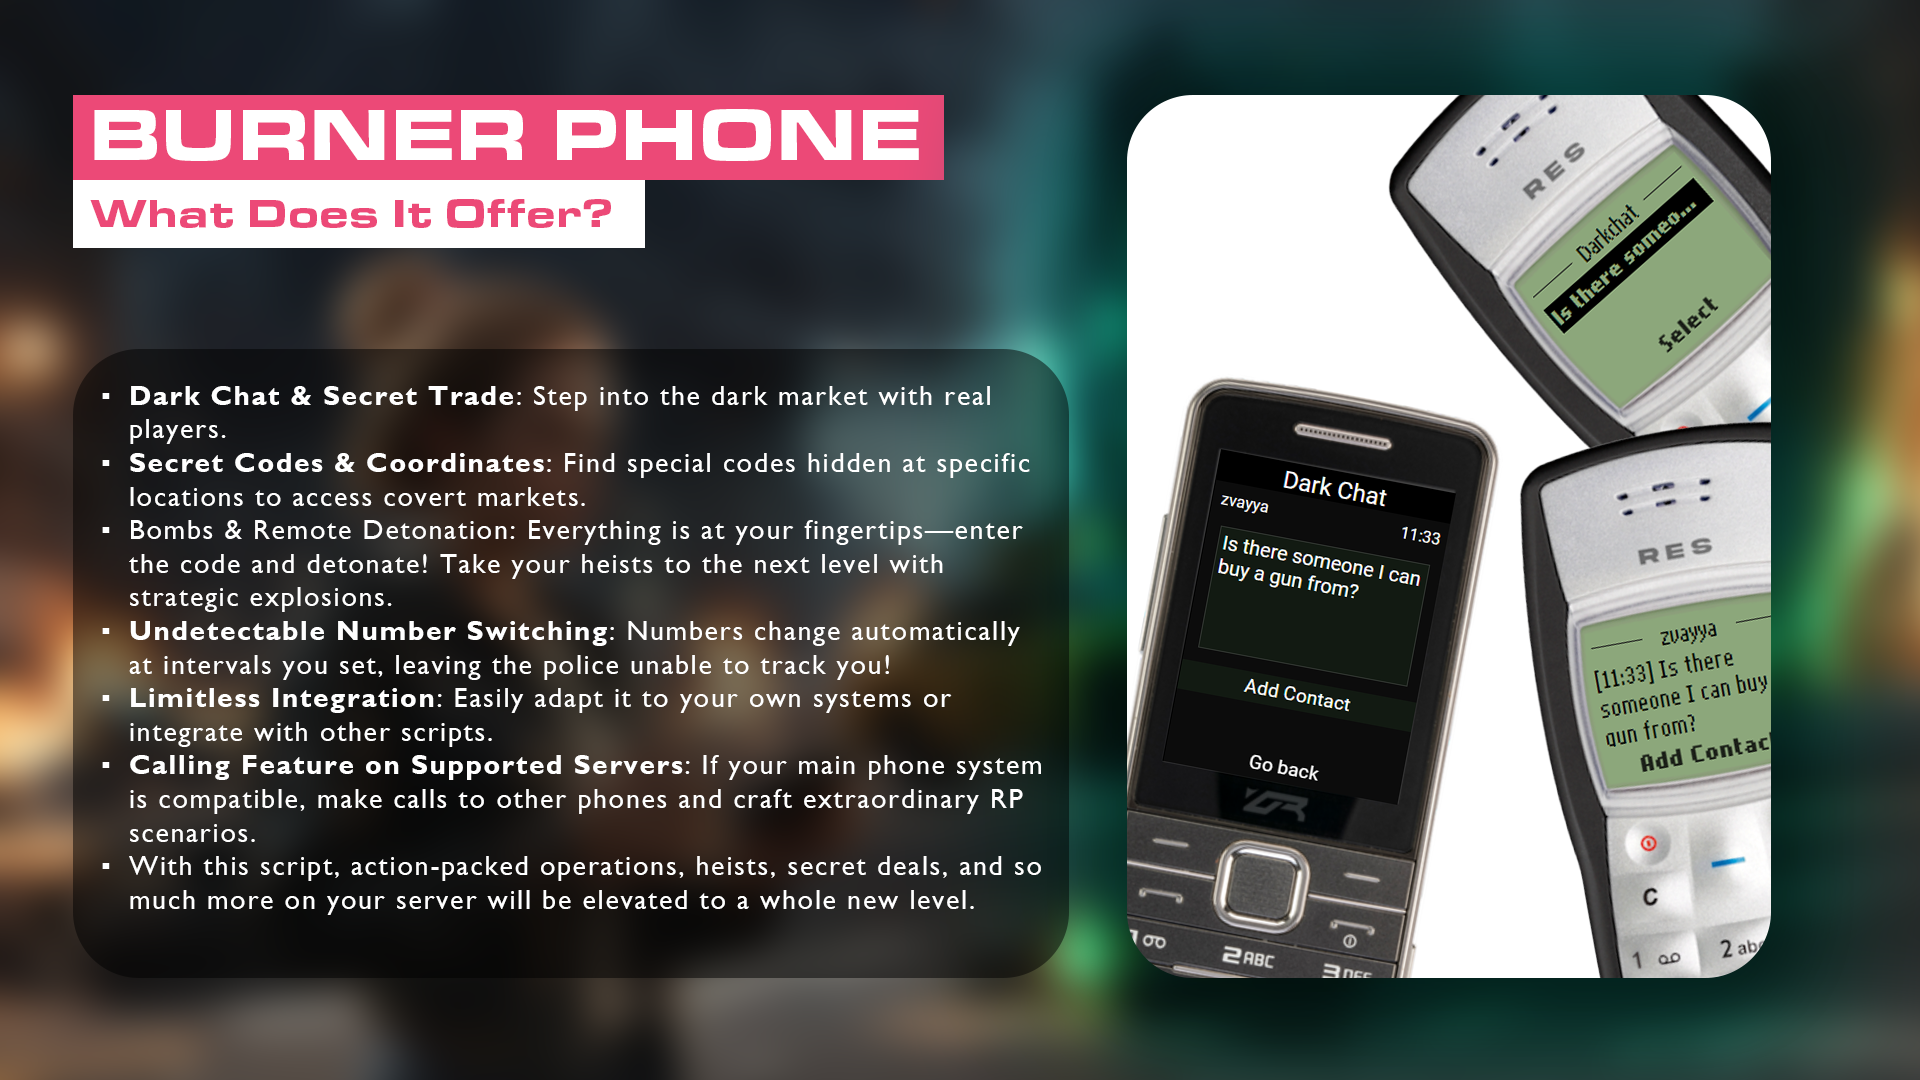 BURNER PHONE
What Does It Offer?
▪ Dark Chat & Secret Trade: Step into the dark market with real
players.
▪ Secret Codes & Coordinates: Find special codes hidden at specific
locations to access covert markets.
▪ Bombs & Remote Detonation: Everything is at your fingertips—enter
the code and detonate! Take your heists to the next level with
strategic explosions.
▪ Undetectable Number Switching: Numbers change automatically
at intervals you set, leaving the police unable to track you!
▪ Limitless Integration: Easily adapt it to your own systems or
integrate with other scripts.
▪ Calling Feature on Supported Servers: If your main phone system
is compatible, make calls to other phones and craft extraordinary RP
scenarios.
▪ With this script, action-packed operations, heists, secret deals, and so
much more on your server will be elevated to a whole new level.
RES
Darkchat
Is there someo...
Select
Dark Chat
zvayya
11:33
Is there someone I can
buy a gun from?
Add Contact
Go back
2 ABC
RES
zvayya
[11:33] Is there
someone I can buy
gun from?
Add Contac
C
1
2 abc